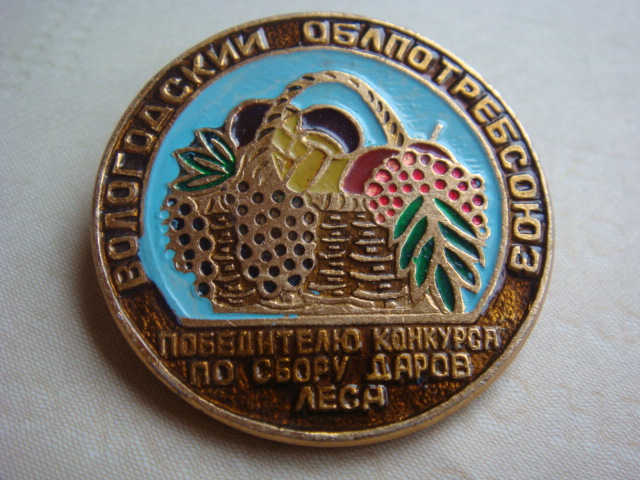 ВОЛОГОДСКИЙ ОБЛПОТРЕБСОЮЗ
ПОБЕДИТЕЛЮ КОНКУРСА
ПО СБОРУ ДАРОВ
ЛЕСА